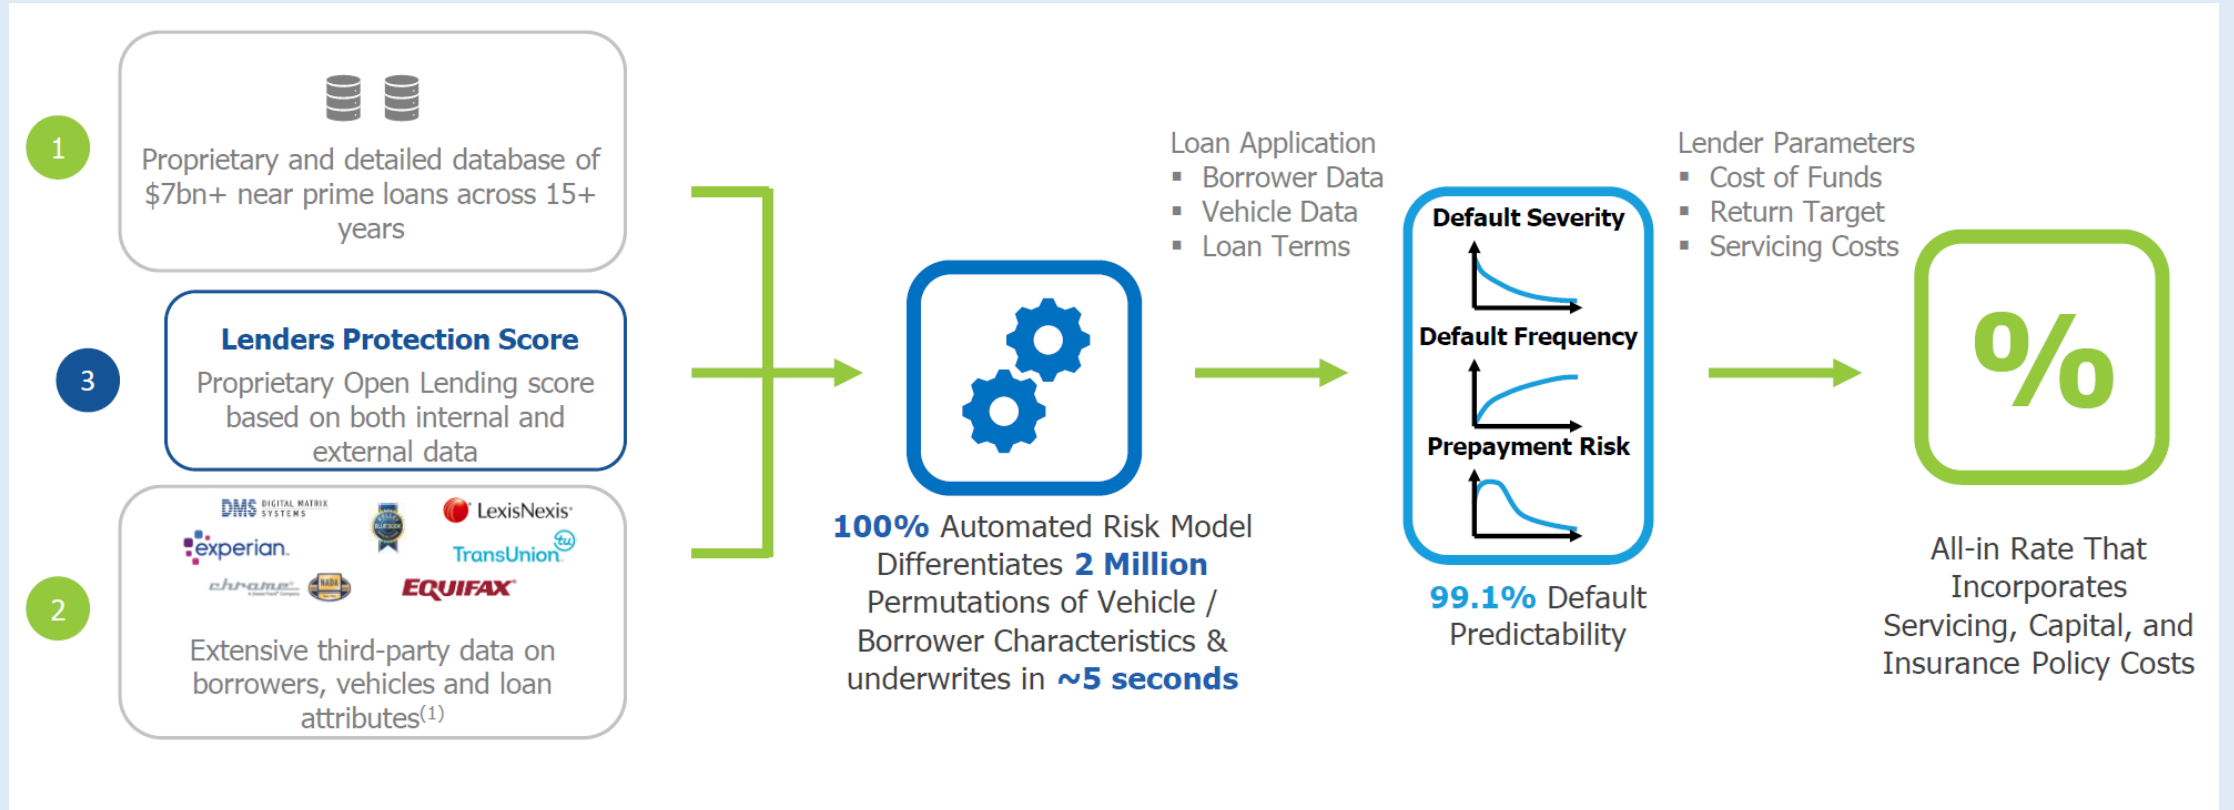 1
Proprietary and detailed database of
$7bn+ near prime loans across 15+
years
3
Lenders Protection Score
Proprietary Open Lending score
based on both internal and
external data
2
DMS DIGITAL MATRIX
SYSTEMS
LexisNexis
experian.
TransUnion tu
chrome
NADA
EQUIFAX
Extensive third-party data on
borrowers, vehicles and loan
attributes(1)
100% Automated Risk Model
Differentiates 2 Million
Permutations of Vehicle /
Borrower Characteristics &
underwrites in ~5 seconds
Loan Application
▪ Borrower Data
▪ Vehicle Data
▪ Loan Terms
Default Severity
Default Frequency
Prepayment Risk
99.1% Default
Predictability
Lender Parameters
▪ Cost of Funds
▪ Return Target
▪ Servicing Costs
%
All-in Rate That
Incorporates
Servicing, Capital, and
Insurance Policy Costs